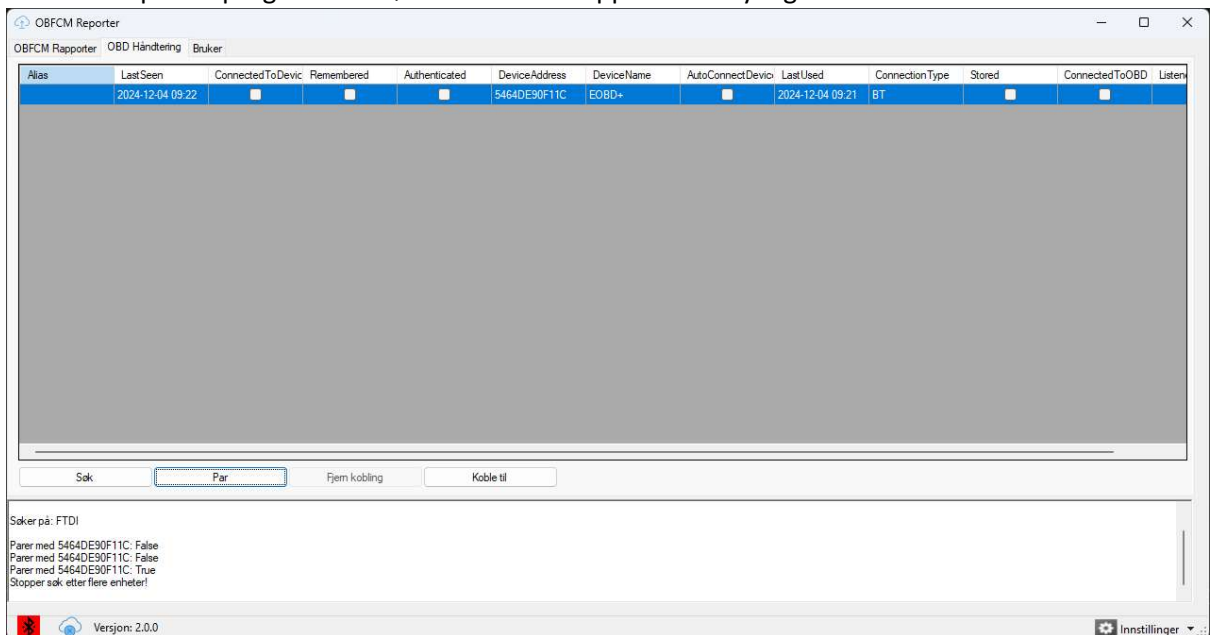 OBFCM Reporter
OBFCM Rapporter OBD Håndtering Bruker
Alias LastSeen ConnectedToDevic Remembered Authenticated DeviceAddress DeviceName AutoConnectDevic LastUsed ConnectionType Stored ConnectedToOBD Listene
2024-12-04 09:22 5464DE90F11C EOBD+ 2024-12-04 09:21 BT
Søk Par Fjern kobling Koble til
Søker på: FTDI
Parer med 5464DE90F11C: False
Parer med 5464DE90F11C: False
Parer med 5464DE90F11C: True
Stopper søk etter flere enheter!
Versjon: 2.0.0 Innstillinger